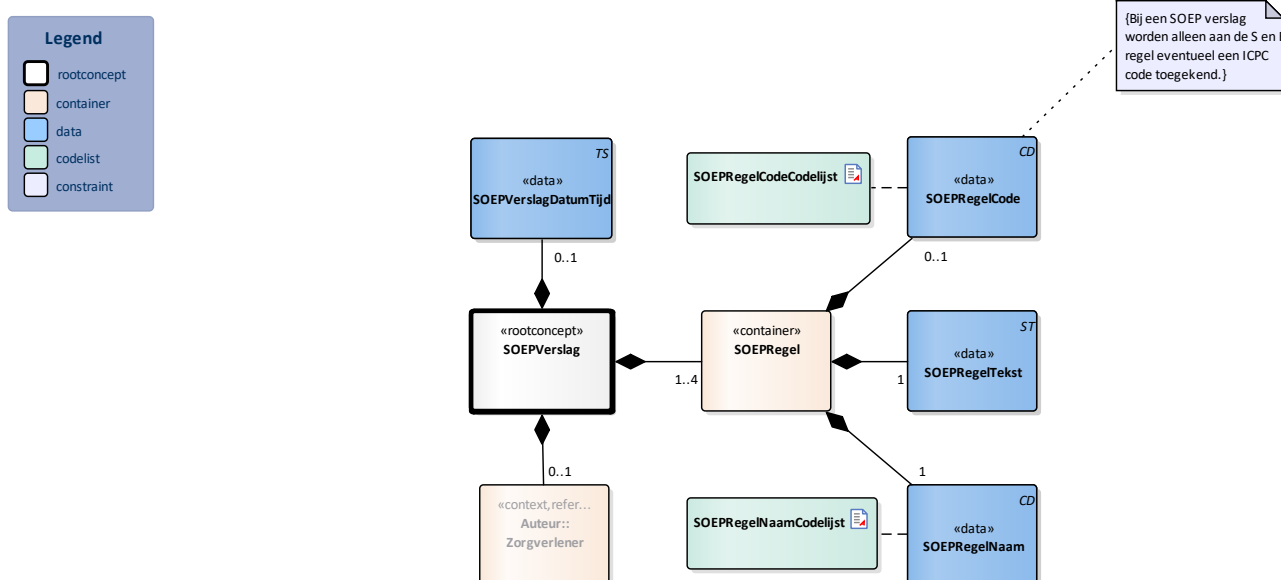 Legend
rootconcept
container
data
codelist
constraint
{Bij een SOEP verslag
worden alleen aan de S en
regel eventueel een ICPC
code toegekend.}
TS
«data»
SOEPVerslagDatumTijd
0..1
SOEPRegelCodeCodelijst
CD
«data»
SOEPRegelCode
0..1
«rootconcept»
SOEPVerslag
1..4
«container»
SOEPRegel
ST
«data»
SOEPRegelTekst
1
0..1
1
«context,refer...
Auteur::
Zorgverlener
SOEPRegelNaamCodelijst
CD
«data»
SOEPRegelNaam